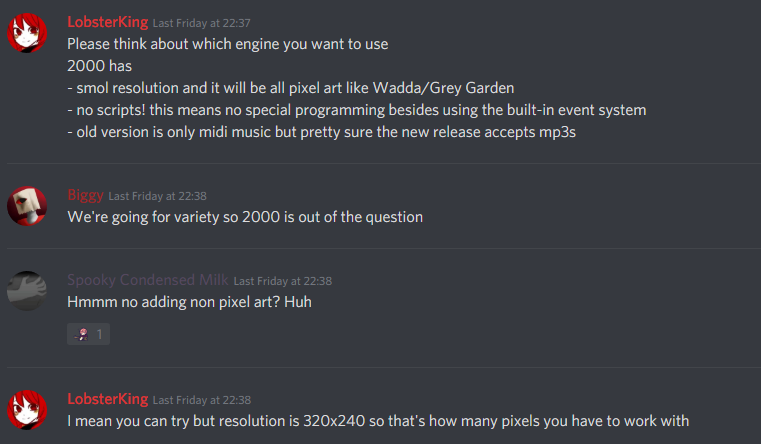 LobsterKing Last Friday at 22:37
Please think about which engine you want to use
2000 has
- smol resolution and it will be all pixel art like Wadda/Grey Garden
- no scripts! this means no special programming besides using the built-in event system
- old version is only midi music but pretty sure the new release accepts mp3s
Biggy Last Friday at 22:38
We're going for variety so 2000 is out of the question
Spooky Condensed Milk Last Friday at 22:38
Hmmm no adding non pixel art? Huh
1
LobsterKing Last Friday at 22:38
I mean you can try but resolution is 320x240 so that's how many pixels you have to work with